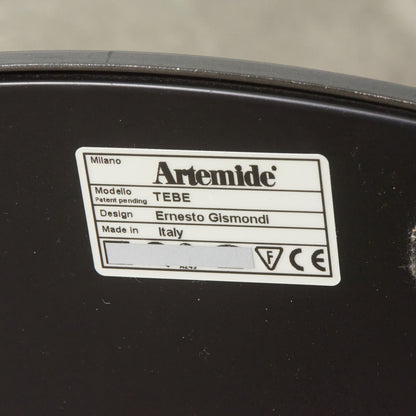 Milano Artemide®
Modello TEBE
Patent pending
Design Ernesto Gismondi
Made in Italy
F CE